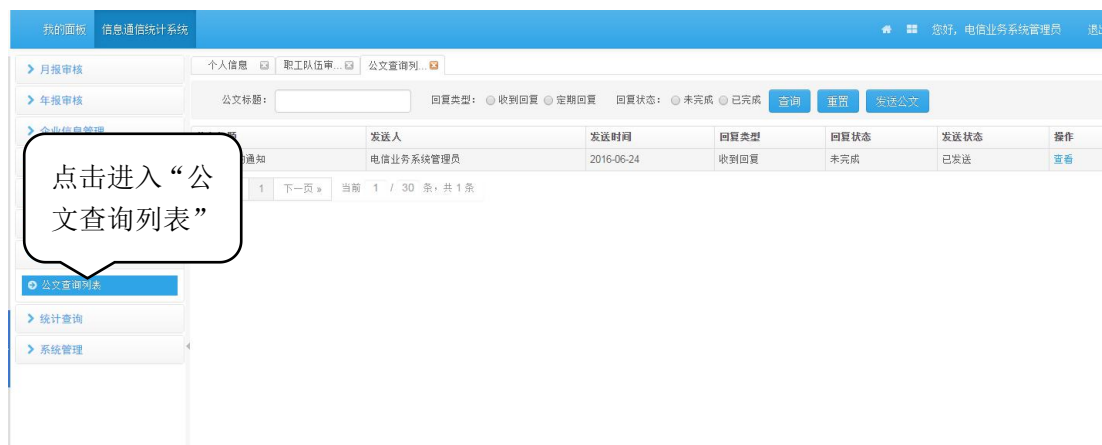 我的面板 信息通信统计系统 您好，电信业务系统管理员
月报审核
年报审核
个人信息 职工队伍审... 公文查询列...
公文标题： 回复类型： 收到回复 定期回复 回复状态： 未完成 已完成 查询 重置 发送公文
发送人 发送时间 回复类型 回复状态 发送状态 操作
通知 电信业务系统管理员 2016-06-24 收到回复 未完成 已发送 查看
1 下一页 » 当前 1 / 30 条，共 1 条
点击进入“公
文查询列表”
公文查询列表
统计查询
系统管理